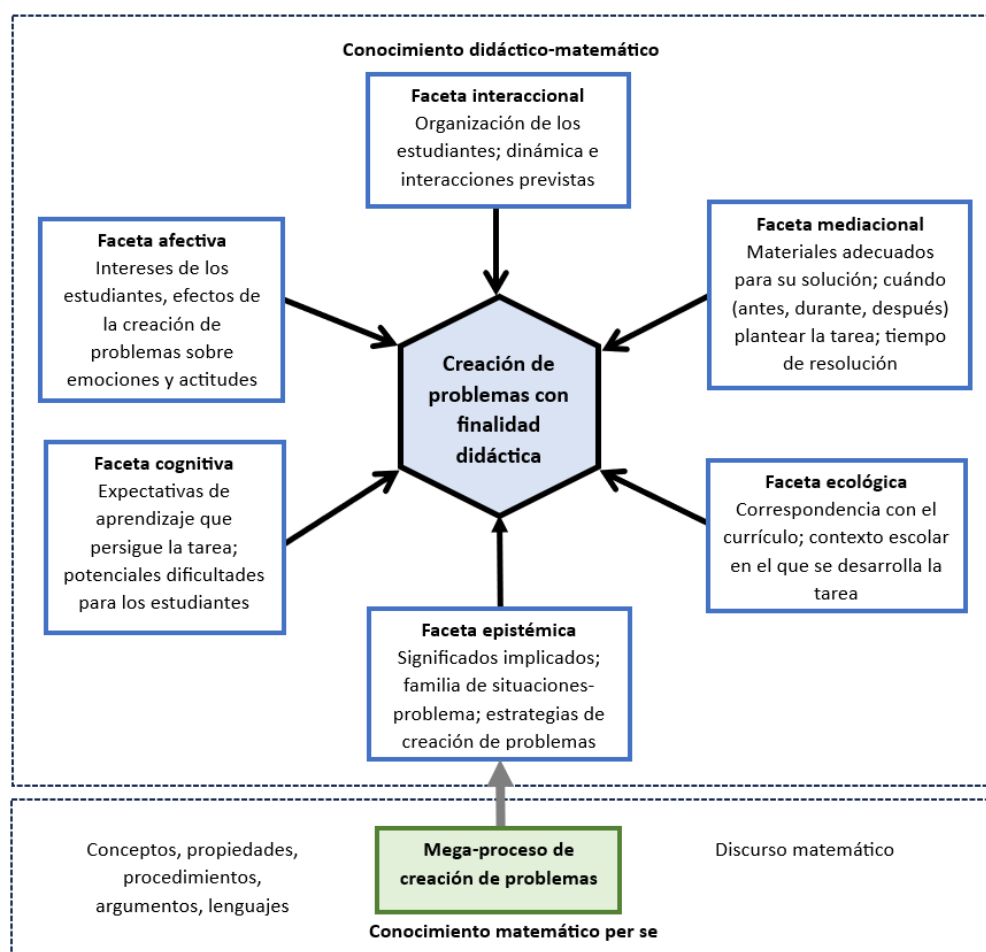 Conocimiento didáctico-matemático
Faceta interaccional
Organización de los
estudiantes; dinámica e
interacciones previstas
Faceta afectiva
Intereses de los
estudiantes, efectos de
la creación de
problemas sobre
emociones y actitudes
Faceta mediacional
Materiales adecuados
para su solución; cuándo
(antes, durante, después)
plantear la tarea; tiempo
de resolución
Creación de
problemas con
finalidad
didáctica
Faceta cognitiva
Expectativas de
aprendizaje que
persigue la tarea;
potenciales dificultades
para los estudiantes
Faceta ecológica
Correspondencia con el
currículo; contexto escolar
en el que se desarrolla la
tarea
Faceta epistémica
Significados implicados;
familia de situaciones-
problema; estrategias de
creación de problemas
Conceptos, propiedades,
procedimientos,
argumentos, lenguajes
Mega-proceso de
creación de problemas
Discurso matemático
Conocimiento matemático per se